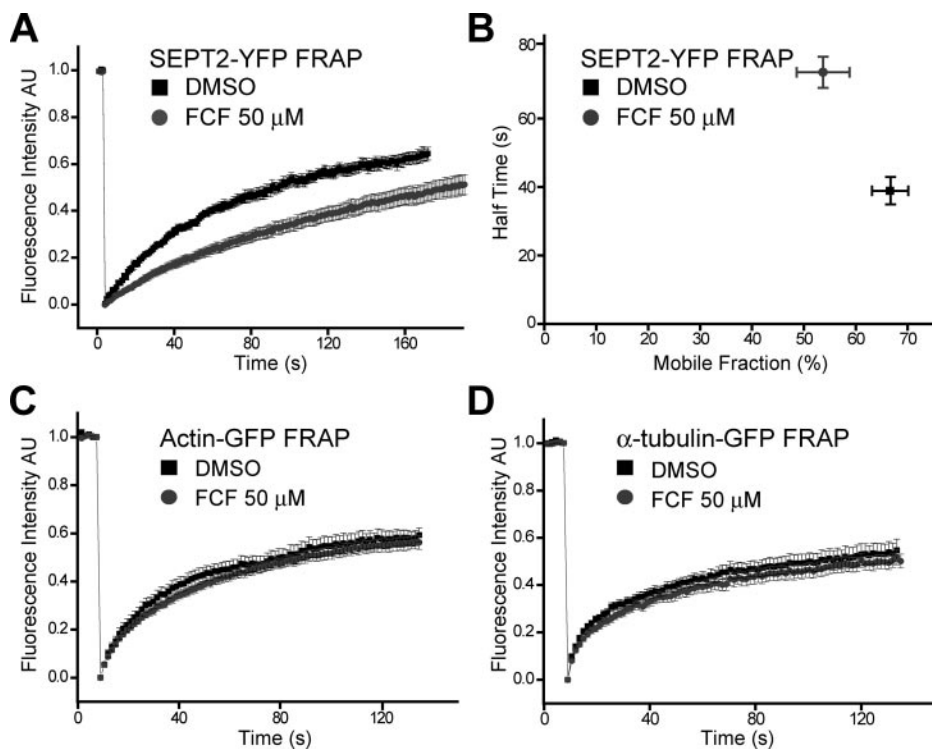 A
SEPT2-YFP FRAP
DMSO
FCF 50 μM
Fluorescence Intensity AU
1.0
0.8
0.6
0.4
0.2
0.0
0 40 80 120 160
Time (s)
B
SEPT2-YFP FRAP
DMSO
FCF 50 μM
Half Time (s)
80
60
40
20
0
0 10 20 30 40 50 60 70
Mobile Fraction (%)
C
Actin-GFP FRAP
DMSO
FCF 50 μM
Fluorescence Intensity AU
1.0
0.8
0.6
0.4
0.2
0.0
0 40 80 120
Time (s)
D
α-tubulin-GFP FRAP
DMSO
FCF 50 μM
Fluorescence Intensity AU
1.0
0.8
0.6
0.4
0.2
0.0
0 40 80 120
Time (s)